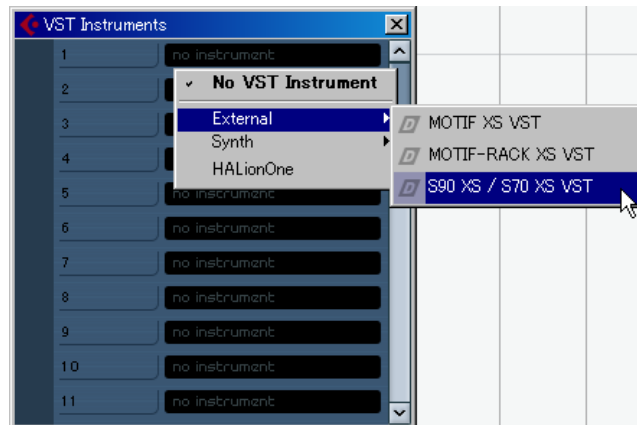 VST Instruments
1 no instrument
2
3
4
5 no instrument
6 no instrument
7 no instrument
8 no instrument
9 no instrument
10 no instrument
11 no instrument
✓ No VST Instrument
External
Synth
HALionOne
MOTIF XS VST
MOTIF-RACK XS VST
S90 XS / S70 XS VST